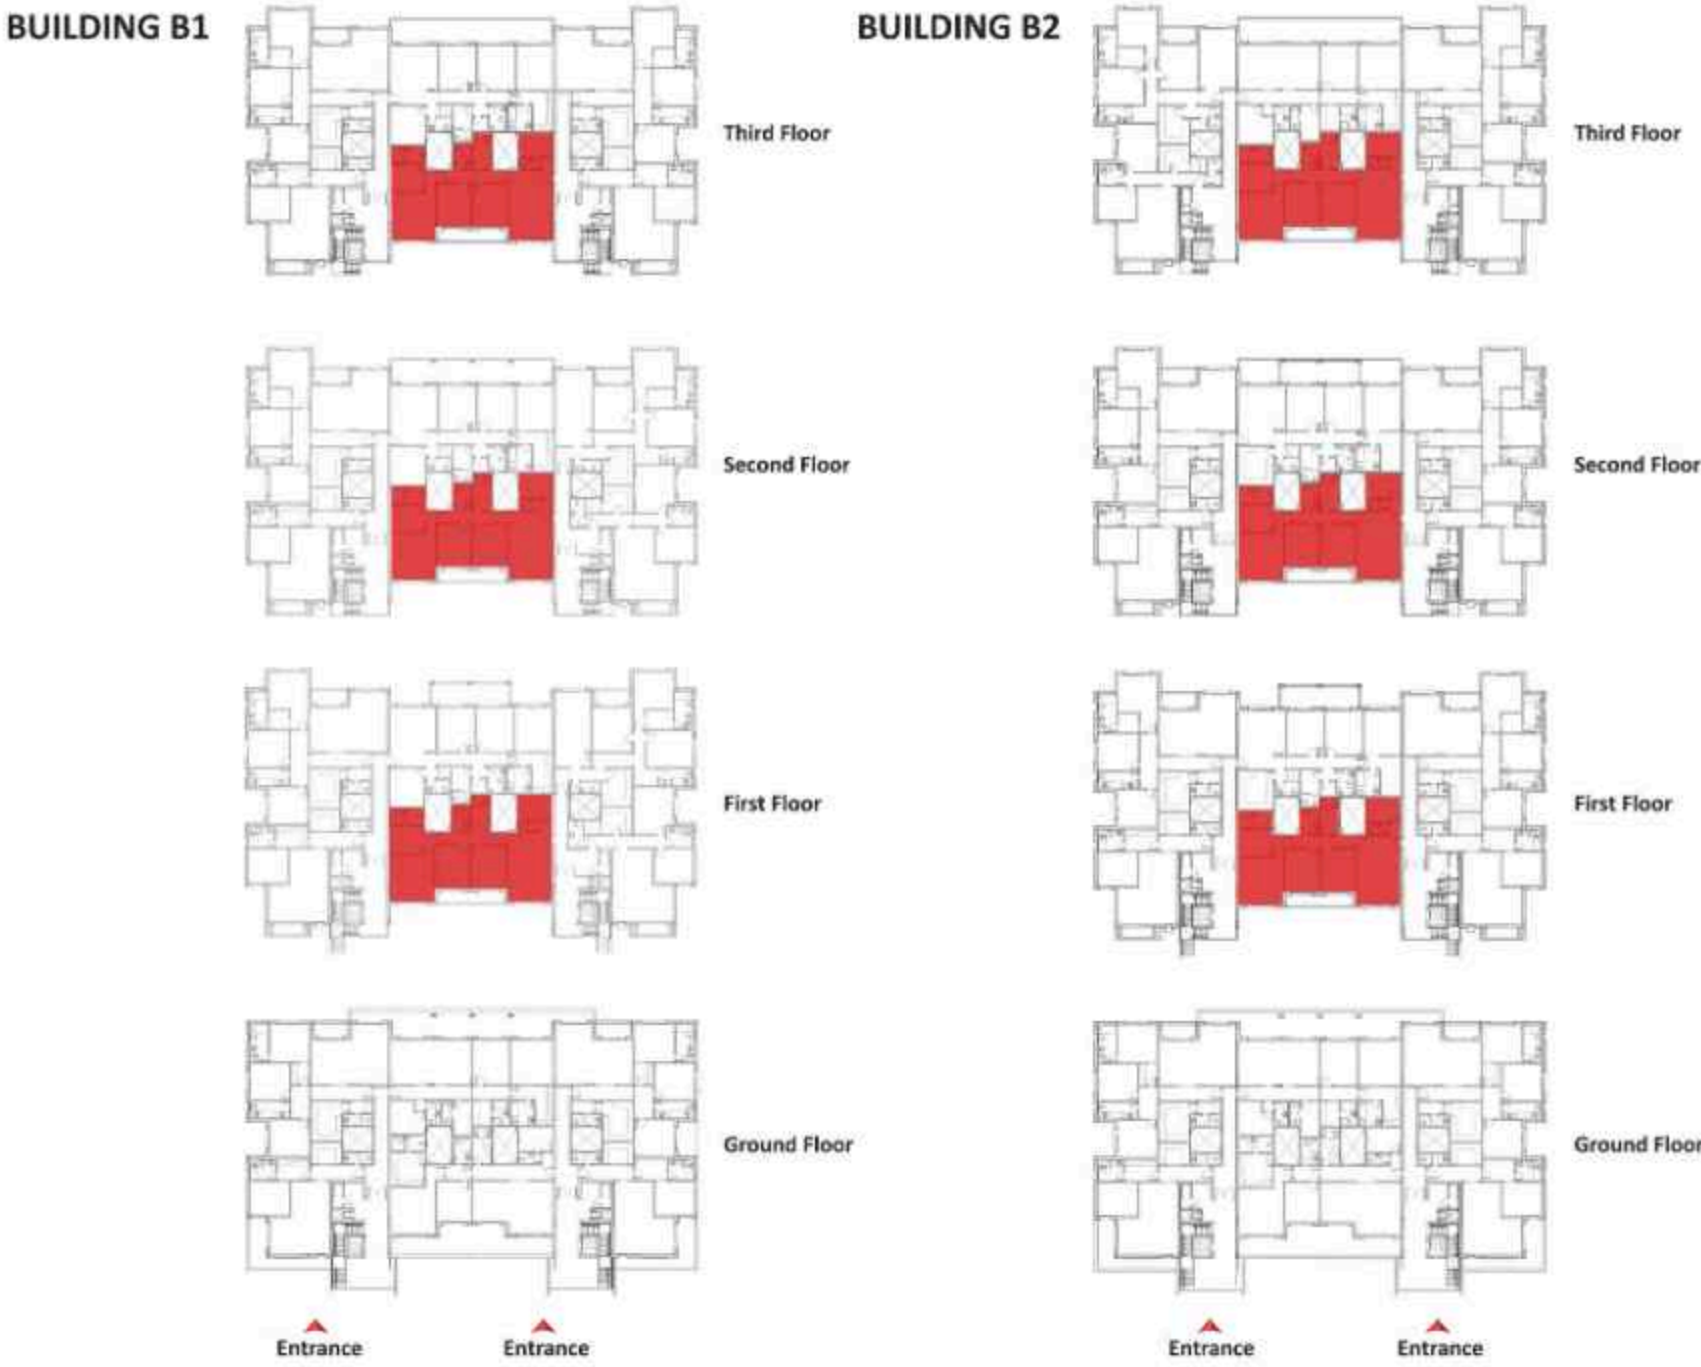 BUILDING B1
BUILDING B2
Third Floor
Third Floor
Second Floor
Second Floor
First Floor
First Floor
Ground Floor
Ground Floor
Entrance
Entrance
Entrance
Entrance